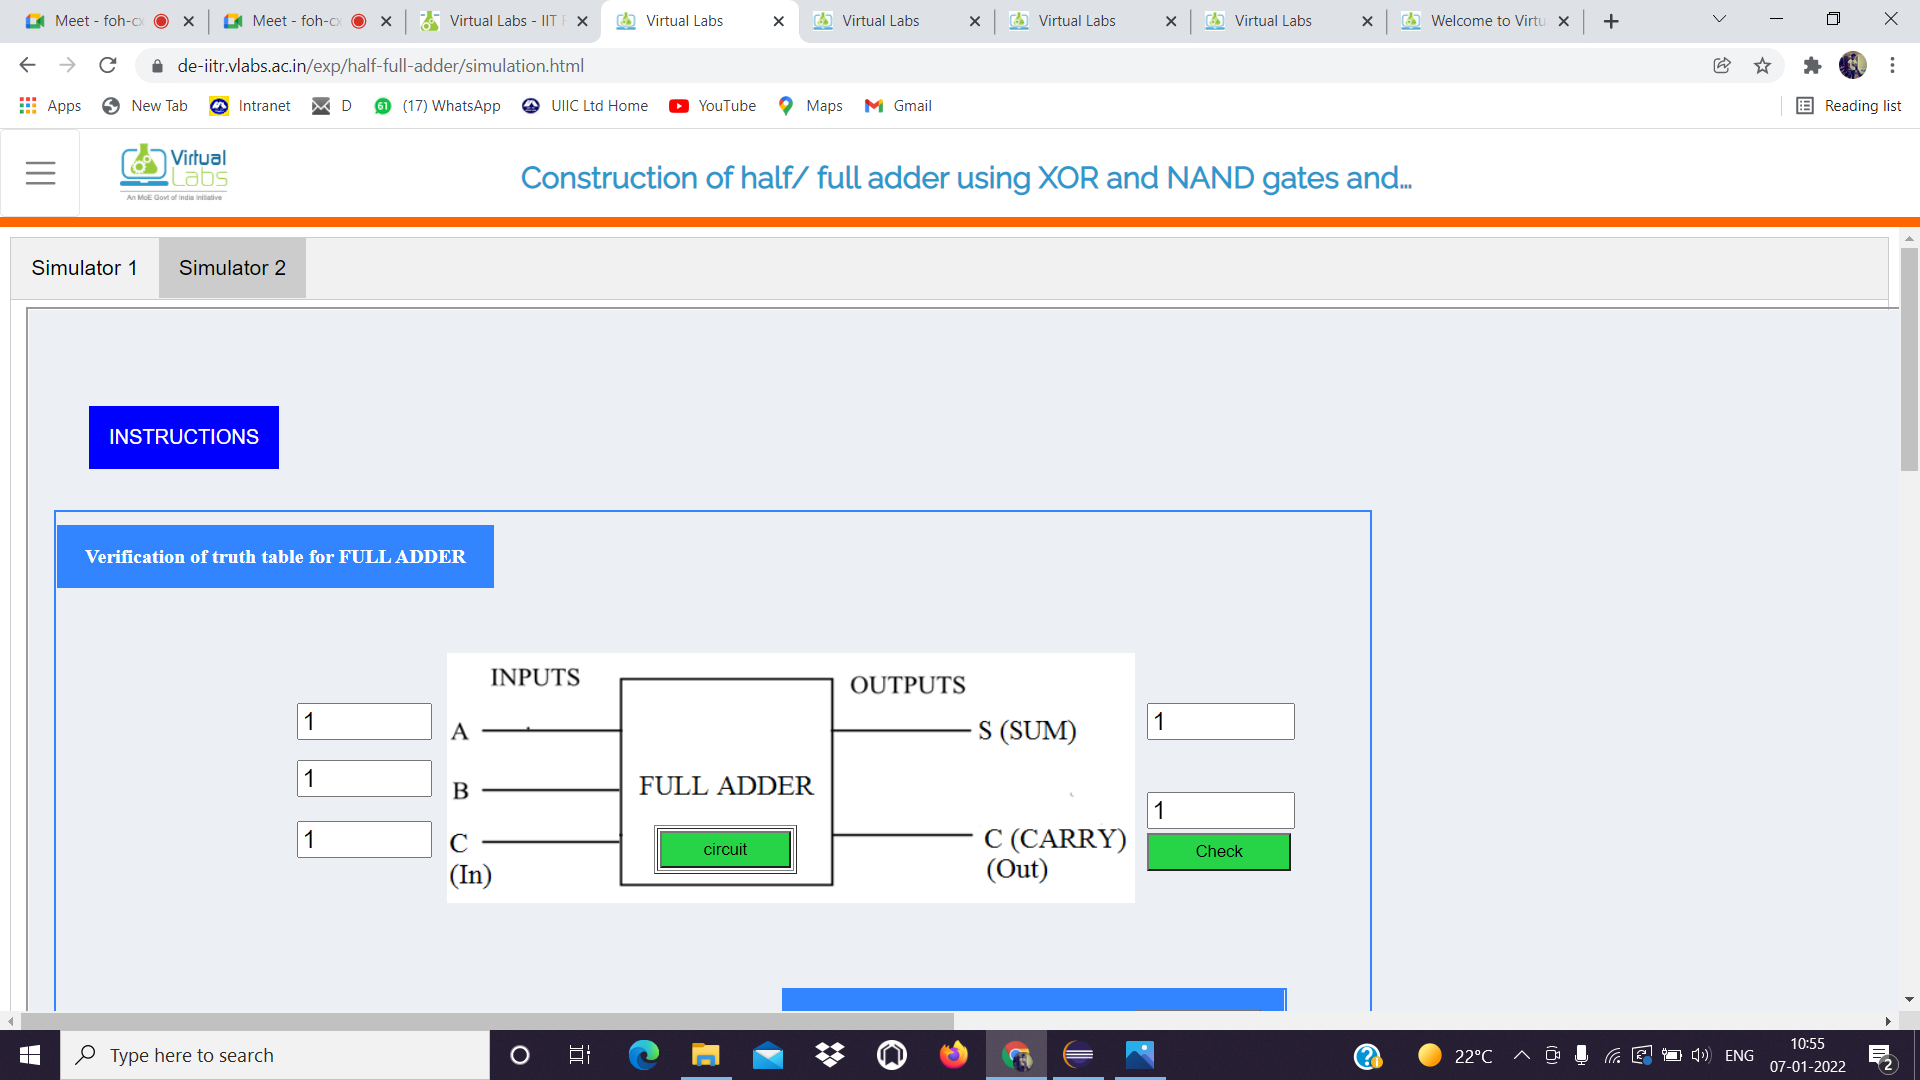 Meet - foh-cx
Meet - foh-cx
Virtual Labs - IIT F
Virtual Labs
Virtual Labs
Virtual Labs
Virtual Labs
Welcome to Virtu
de-iitr.vlabs.ac.in/exp/half-full-adder/simulation.html
Apps
New Tab
Intranet
D
61
(17) WhatsApp
UIIC Ltd Home
YouTube
Maps
Gmail
Reading list
Virtual
Labs
An MoE Govt of India Initiative
Construction of half/ full adder using XOR and NAND gates and...
Simulator 1
Simulator 2
INSTRUCTIONS
Verification of truth table for FULL ADDER
INPUTS
OUTPUTS
1
A
S (SUM)
1
1
B
FULL ADDER
1
1
C
(In)
circuit
C (CARRY)
(Out)
Check
Type here to search
22°C
ENG
10:55
07-01-2022
2